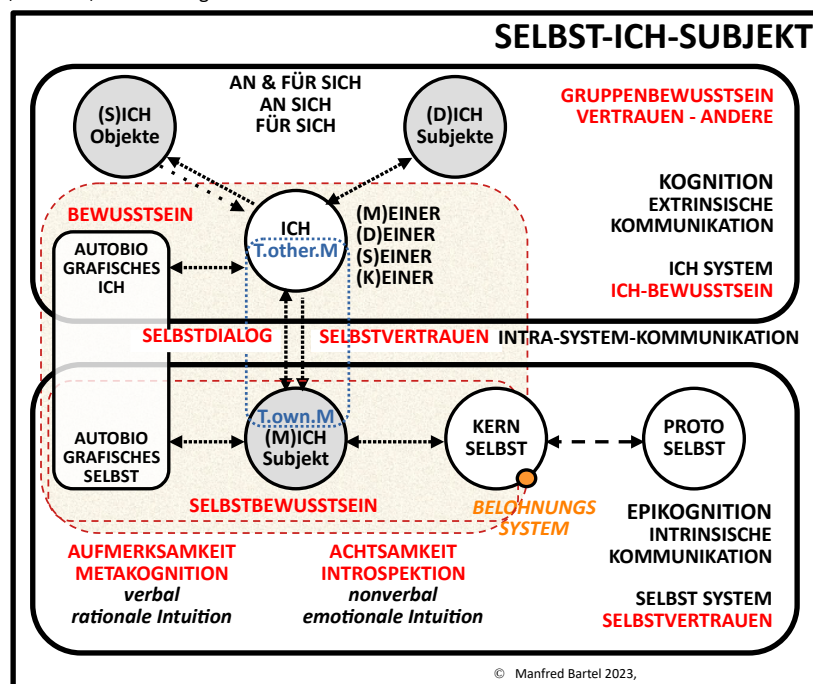 SELBST-ICH-SUBJEKT
AN & FÜR SICH
AN SICH
FÜR SICH
(S)ICH
Objekte
(D)ICH
Subjekte
GRUPPENBEWUSSTSEIN
VERTRAUEN - ANDERE
BEWUSSTSEIN
ICH
T.other.M
(M)EINER
(D)EINER
(S)EINER
(K)EINER
KOGNITION
EXTRINSISCHE
KOMMUNIKATION
AUTOBIO
GRAFISCHES
ICH
ICH SYSTEM
ICH-BEWUSSTSEIN
SELBSTDIALOG
SELBSTVERTRAUEN
INTRA-SYSTEM-KOMMUNIKATION
AUTOBIO
GRAFISCHES
SELBST
T.own.M
(M)ICH
Subjekt
KERN
SELBST
PROTO
SELBST
SELBSTBEWUSSTSEIN
BELOHNUNGS
SYSTEM
EPIKOGNITION
INTRINSISCHE
KOMMUNIKATION
AUFMERKSAMKEIT
METAKOGNITION
verbal
rationale Intuition
ACHTSAMKEIT
INTROSPEKTION
nonverbal
emotionale Intuition
SELBST SYSTEM
SELBSTVERTRAUEN
© Manfred Bartel 2023,